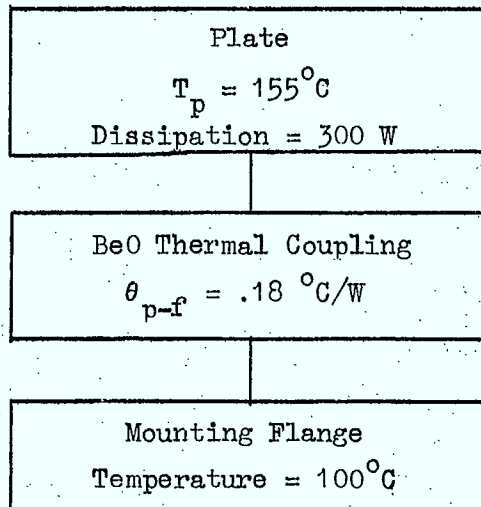 Plate
T_p = 155°C
Dissipation = 300 W
BeO Thermal Coupling
θ_p-f = .18 °C/W
Mounting Flange
Temperature = 100°C